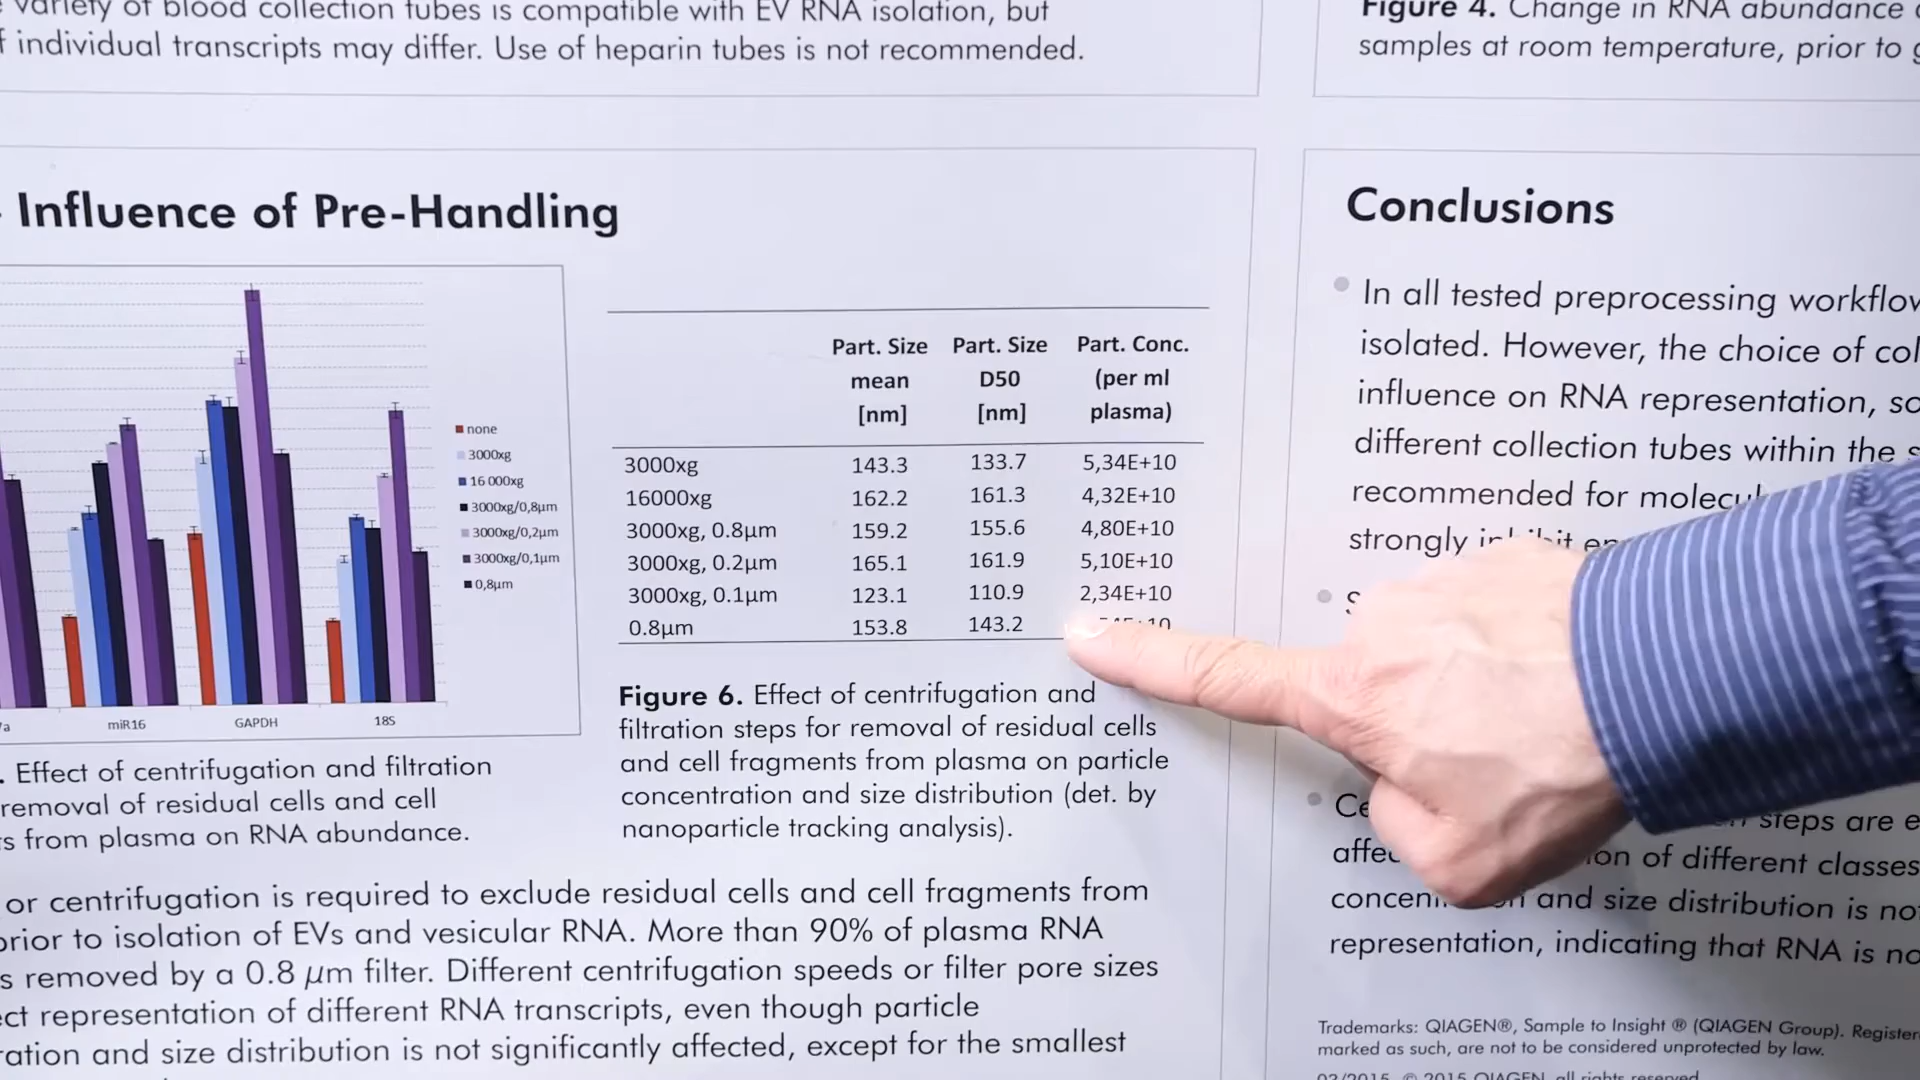 variety of blood collection tubes is compatible with EV RNA isolation, but
individual transcripts may differ. Use of heparin tubes is not recommended.
Figure 4. Change in RNA abundance
samples at room temperature, prior to
Influence of Pre-Handling
none
3000xg
16 000xg
3000xg/0,8µm
3000xg/0,2µm
3000xg/0,1µm
0,8µm
miR16 GAPDH 18S
Effect of centrifugation and filtration
removal of residual cells and cell
from plasma on RNA abundance.
Part. Size Part. Size Part. Conc.
mean D50 (per ml
[nm] [nm] plasma)
3000xg 143.3 133.7 5,34E+10
16000xg 162.2 161.3 4,32E+10
3000xg, 0.8µm 159.2 155.6 4,80E+10
3000xg, 0.2µm 165.1 161.9 5,10E+10
3000xg, 0.1µm 123.1 110.9 2,34E+10
0.8µm 153.8 143.2
Figure 6. Effect of centrifugation and
filtration steps for removal of residual cells
and cell fragments from plasma on particle
concentration and size distribution (det. by
nanoparticle tracking analysis).
or centrifugation is required to exclude residual cells and cell fragments from
prior to isolation of EVs and vesicular RNA. More than 90% of plasma RNA
removed by a 0.8 µm filter. Different centrifugation speeds or filter pore sizes
representation of different RNA transcripts, even though particle
and size distribution is not significantly affected, except for the smallest
Conclusions
In all tested preprocessing
isolated. However, the choice of
influence on RNA representation,
different collection tubes within the
recommended for
strongly
steps are
of different classes
and size distribution is
representation, indicating that RNA is
Trademarks: QIAGEN®, Sample to Insight ® (QIAGEN Group).
marked as such, are not to be considered unprotected by law.
© 2015 QIAGEN, all rights reserved